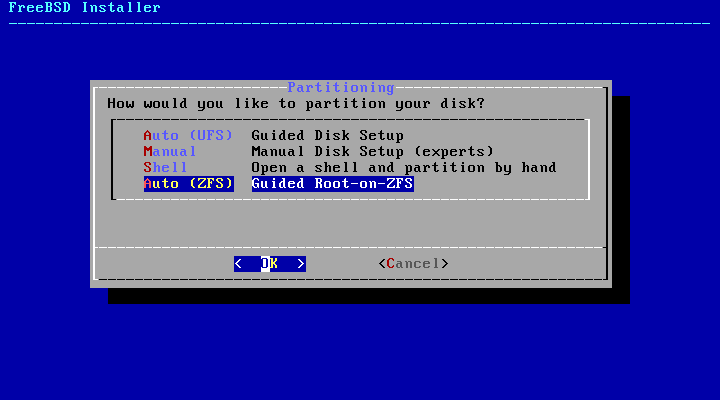 FreeBSD Installer
Partitioning
How would you like to partition your disk?
Auto (UFS) Guided Disk Setup
Manual Manual Disk Setup (experts)
Shell Open a shell and partition by hand
Auto (ZFS) Guided Root-on-ZFS
< OK > <Cancel>